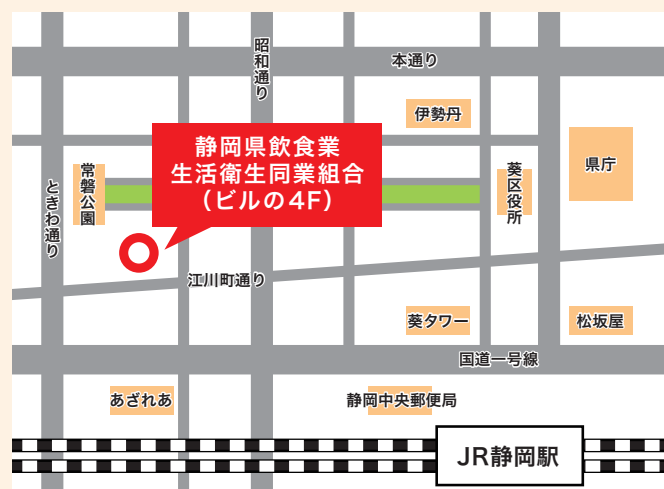 昭和通り
本通り
伊勢丹
静岡県飲食業
生活衛生同業組合
（ビルの4F）
県庁
常磐公園
葵区役所
ときわ通り
江川町通り
葵タワー
松坂屋
国道一号線
あざれあ
静岡中央郵便局
JR静岡駅